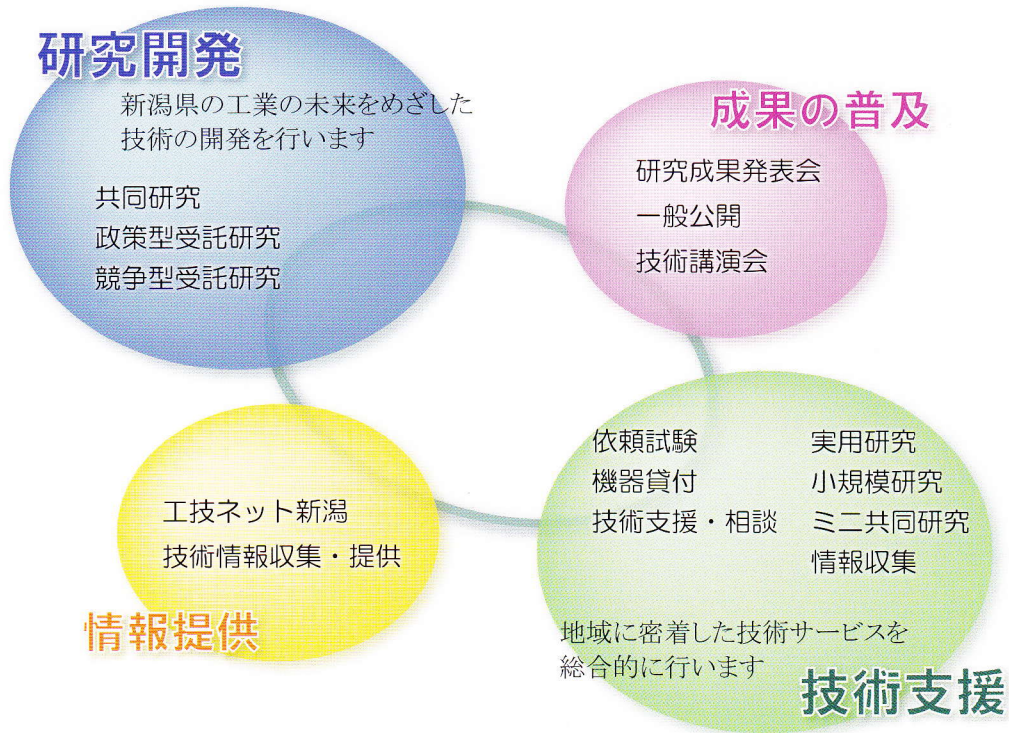 研究開発
新潟県の工業の未来をめざした
技術の開発を行います
共同研究
政策型受託研究
競争型受託研究
成果の普及
研究成果発表会
一般公開
技術講演会
工技ネット新潟
技術情報収集・提供
情報提供
依頼試験
機器貸付
技術支援・相談
実用研究
小規模研究
ミニ共同研究
情報収集
地域に密着した技術サービスを
総合的に行います
技術支援